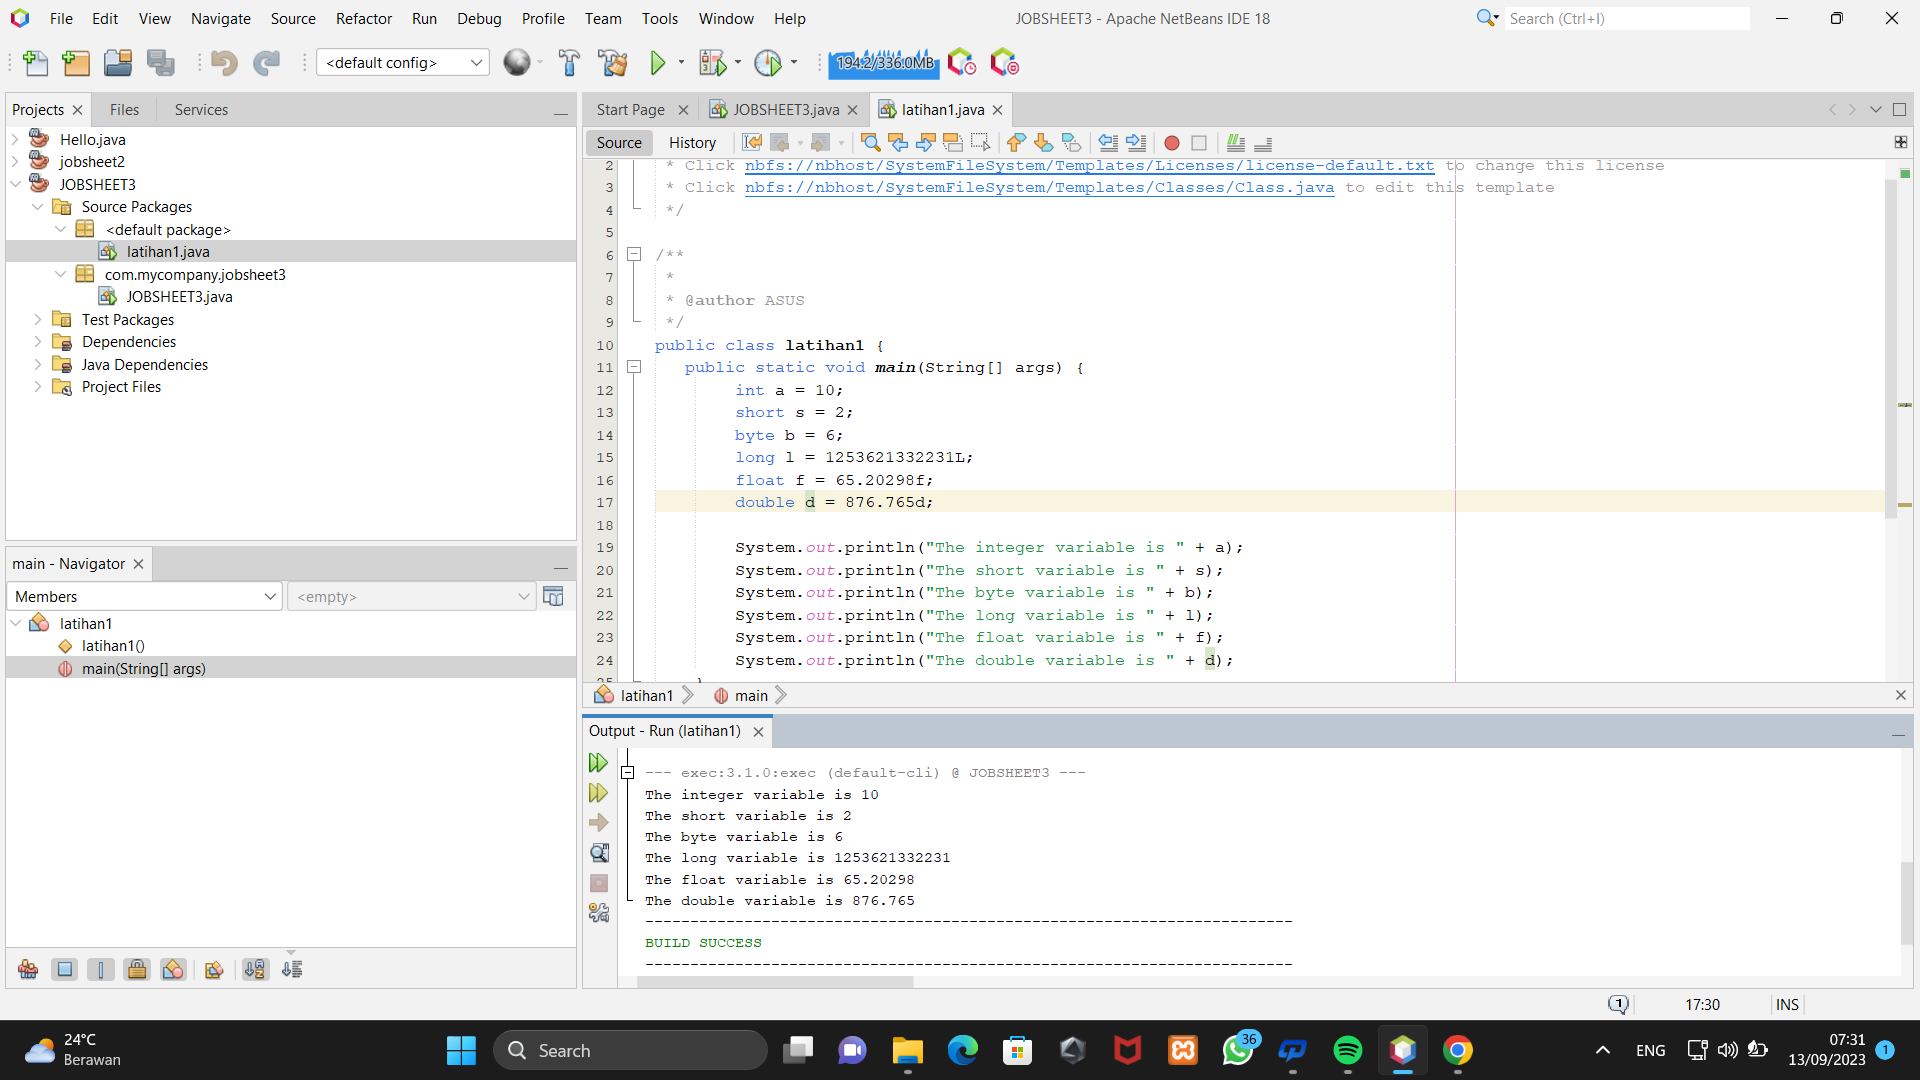 File Edit View Navigate Source Refactor Run Debug Profile Team Tools Window Help
JOBSHEET3 - Apache NetBeans IDE 18
Search (Ctrl+I)
<default config>
194.2/336.0MB
Projects Files Services
Hello.java
jobsheet2
JOBSHEET3
Source Packages
<default package>
latihan1.java
com.mycompany.jobsheet3
JOBSHEET3.java
Test Packages
Dependencies
Java Dependencies
Project Files
main - Navigator
Members
<empty>
latihan1
latihan1()
main(String[] args)
Start Page JOBSHEET3.java latihan1.java
Source History
2 * Click nbfs://nbhost/SystemFileSystem/Templates/Licenses/license-default.txt to change this license
3 * Click nbfs://nbhost/SystemFileSystem/Templates/Classes/Class.java to edit this template
4 */
5
6 /**
7 *
8 * @author ASUS
9 */
10 public class latihan1 {
11 public static void main(String[] args) {
12 int a = 10;
13 short s = 2;
14 byte b = 6;
15 long l = 1253621332231L;
16 float f = 65.20298f;
17 double d = 876.765d;
18
19 System.out.println("The integer variable is " + a);
20 System.out.println("The short variable is " + s);
21 System.out.println("The byte variable is " + b);
22 System.out.println("The long variable is " + l);
23 System.out.println("The float variable is " + f);
24 System.out.println("The double variable is " + d);
25 }
latihan1 main
Output - Run (latihan1)
--- exec:3.1.0:exec (default-cli) @ JOBSHEET3 ---
The integer variable is 10
The short variable is 2
The byte variable is 6
The long variable is 1253621332231
The float variable is 65.20298
The double variable is 876.765
------------------------------------------------------------------------
BUILD SUCCESS
------------------------------------------------------------------------
1
17:30
INS
24°C
Berawan
Search
36
ENG
07:31
13/09/2023
1